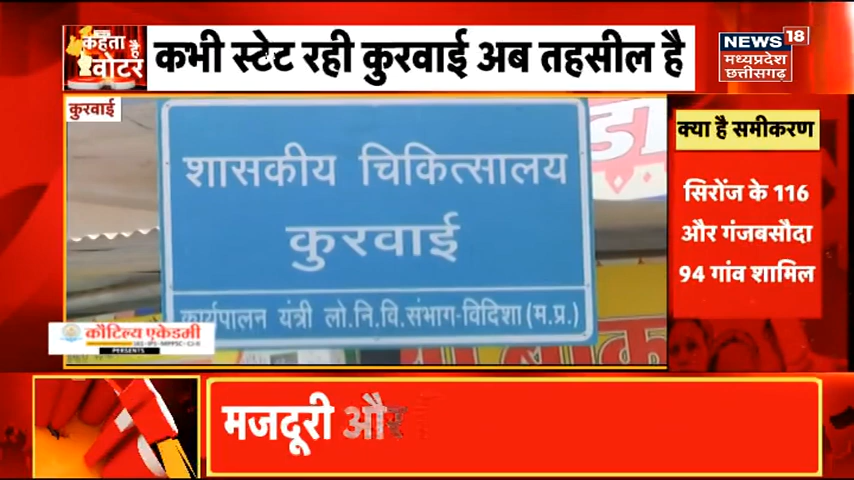 कहता है
वोटर
कभी स्टेट रही कुरवाई अब तहसील है
NEWS 18
मध्यप्रदेश
छत्तीसगढ़
कुरवाई
शासकीय चिकित्सालय
कुरवाई
कार्यपालन यंत्री लो.नि.वि.संभाग-विदिशा (म.प्र.)
क्या है समीकरण
सिरोंज के 116
और गंजबसौदा
94 गांव शामिल
कौटिल्य एकेडमी
PERSENTS
मजदूरी